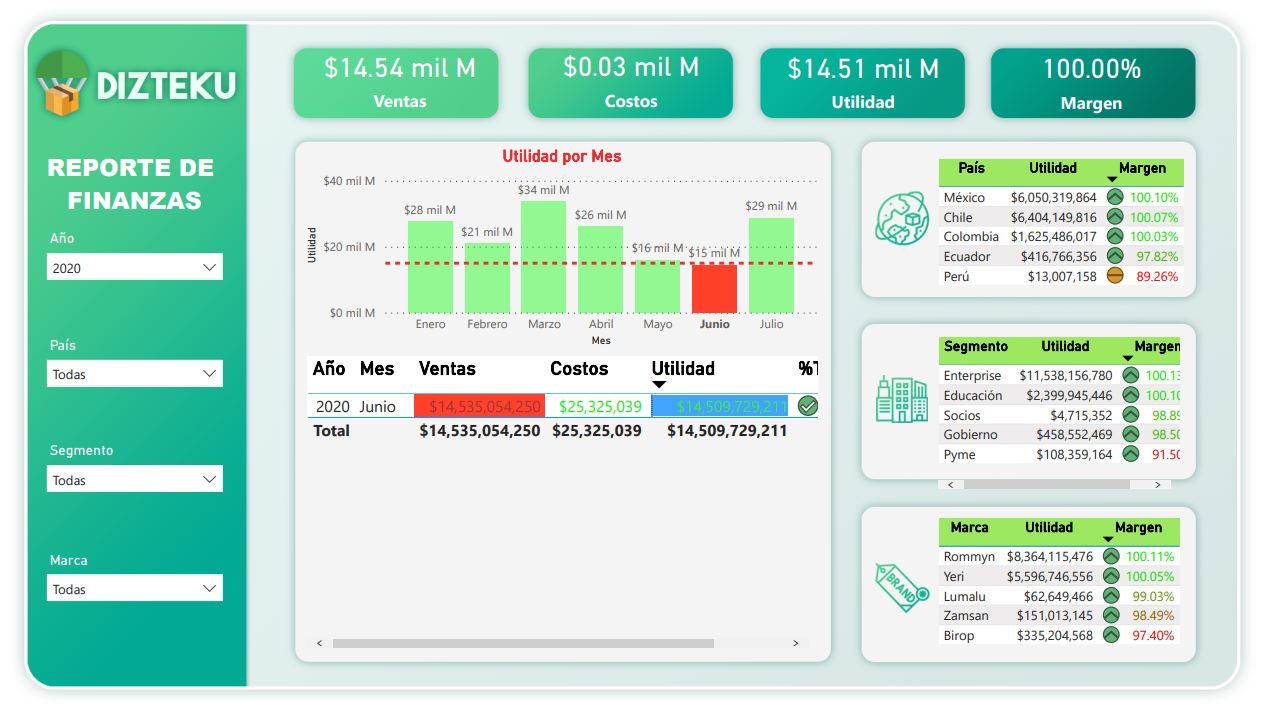 DIZTEKU
REPORTE DE
FINANZAS
Año
2020
País
Todas
Segmento
Todas
Marca
Todas
$14.54 mil M
Ventas
$0.03 mil M
Costos
$14.51 mil M
Utilidad
100.00%
Margen
Utilidad por Mes
Utilidad
$40 mil M
$20 mil M
$0 mil M
$28 mil M
$21 mil M
$34 mil M
$26 mil M
$16 mil M
$15 mil M
$29 mil M
Enero Febrero Marzo Abril Mayo Junio Julio
Mes
Año Mes Ventas Costos Utilidad %T
2020 Junio $14,535,054,250 $25,325,039 $14,509,729,211
Total $14,535,054,250 $25,325,039 $14,509,729,211
País Utilidad Margen
México $6,050,319,864 100.10%
Chile $6,404,149,816 100.07%
Colombia $1,625,486,017 100.03%
Ecuador $416,766,356 97.82%
Perú $13,007,158 89.26%
Segmento Utilidad Margen
Enterprise $11,538,156,780 100.13
Educación $2,399,945,446 100.10
Socios $4,715,352 98.89
Gobierno $458,552,469 98.50
Pyme $108,359,164 91.50
BRAND
Marca Utilidad Margen
Rommyn $8,364,115,476 100.11%
Yeri $5,596,746,556 100.05%
Lumalu $62,649,466 99.03%
Zamsan $151,013,145 98.49%
Birop $335,204,568 97.40%